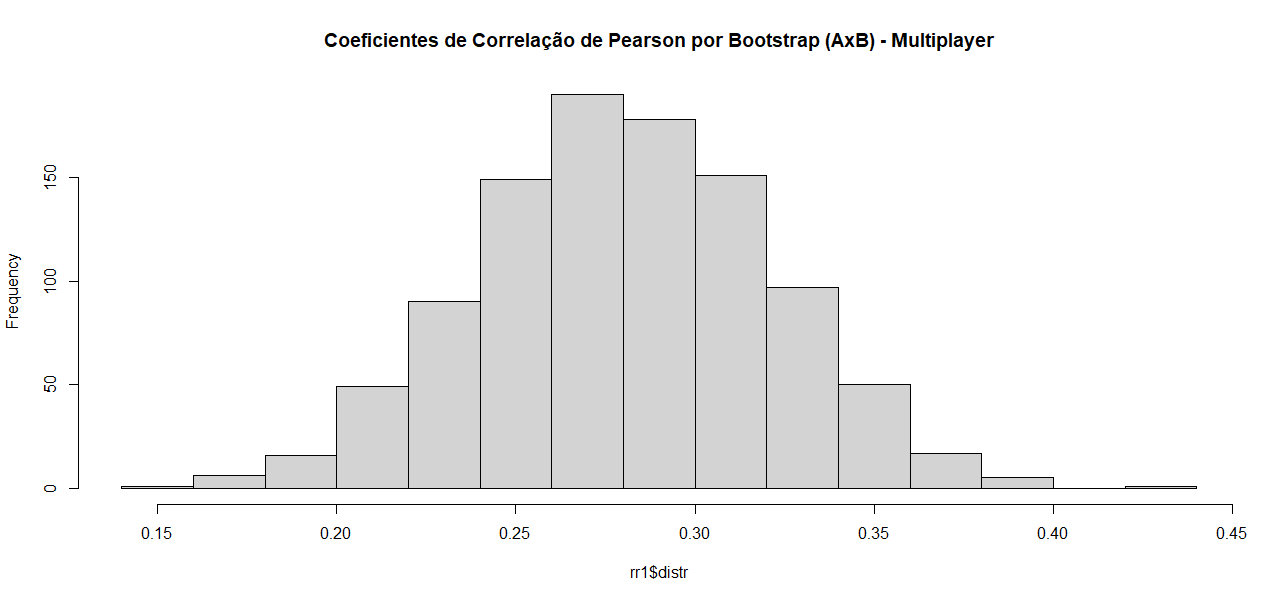 Coeficientes de Correlação de Pearson por Bootstrap (AxB) - Multiplayer
Frequency
150
100
50
0
0.15 0.20 0.25 0.30 0.35 0.40 0.45
rr1$distr